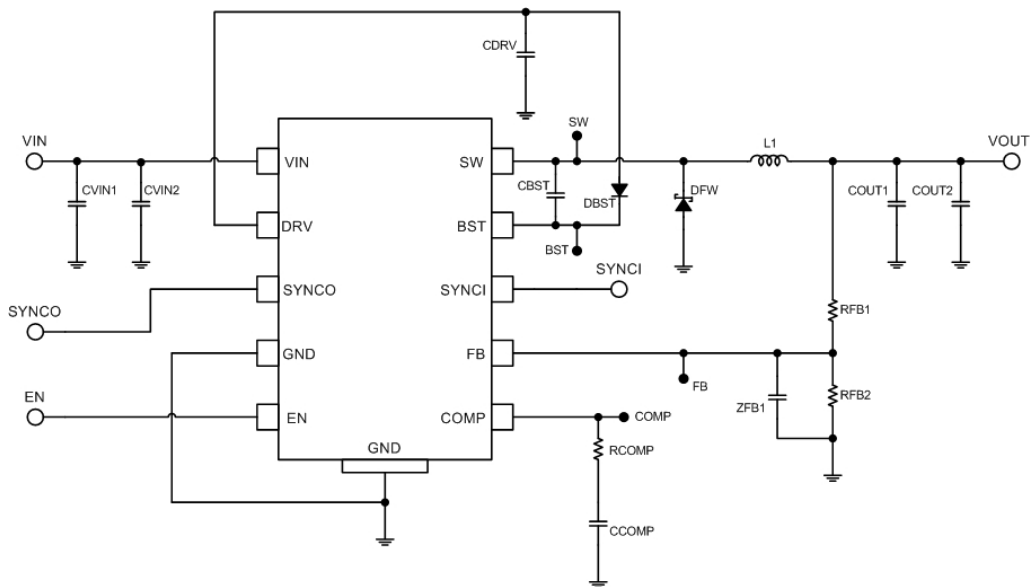 CDRV
VIN
SW
L1
VOUT
VIN
SW
CVIN1
CVIN2
CBST
DBST
DFW
COUT1
COUT2
DRV
BST
BST
SYNCI
SYNCO
SYNCI
SYNCO
RFB1
GND
FB
FB
EN
ZFB1
RFB2
EN
COMP
COMP
GND
RCOMP
CCOMP